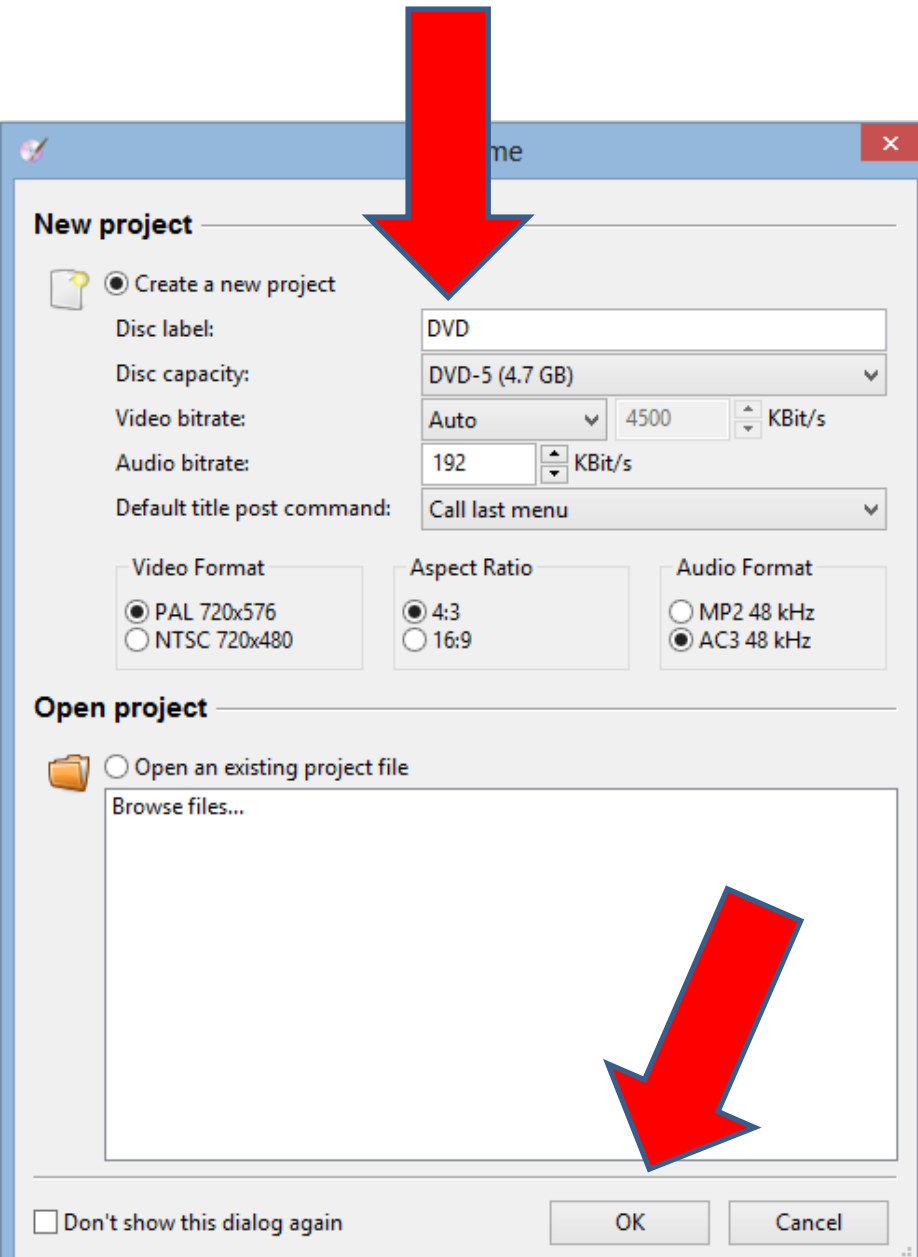 me
New project
Create a new project
Disc label: DVD
Disc capacity: DVD-5 (4.7 GB)
Video bitrate: Auto 4500 KBit/s
Audio bitrate: 192 KBit/s
Default title post command: Call last menu
Video Format Aspect Ratio Audio Format
PAL 720x576 4:3 MP2 48 kHz
NTSC 720x480 16:9 AC3 48 kHz
Open project
Open an existing project file
Browse files...
Don't show this dialog again OK Cancel